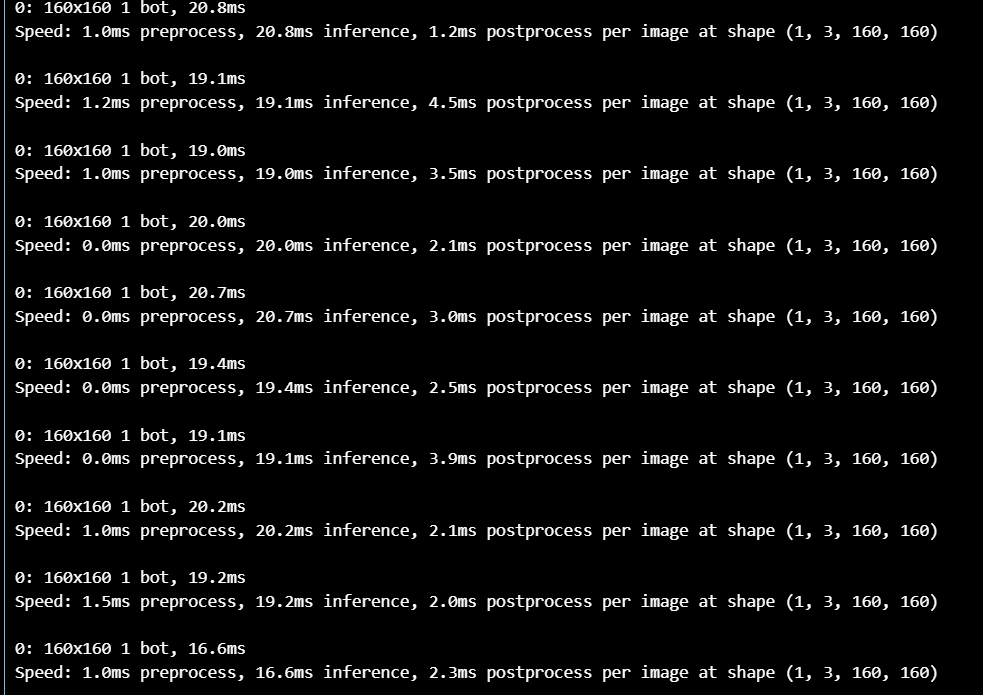 0: 160x160 1 bot, 20.8ms
Speed: 1.0ms preprocess, 20.8ms inference, 1.2ms postprocess per image at shape (1, 3, 160, 160)
0: 160x160 1 bot, 19.1ms
Speed: 1.2ms preprocess, 19.1ms inference, 4.5ms postprocess per image at shape (1, 3, 160, 160)
0: 160x160 1 bot, 19.0ms
Speed: 1.0ms preprocess, 19.0ms inference, 3.5ms postprocess per image at shape (1, 3, 160, 160)
0: 160x160 1 bot, 20.0ms
Speed: 0.0ms preprocess, 20.0ms inference, 2.1ms postprocess per image at shape (1, 3, 160, 160)
0: 160x160 1 bot, 20.7ms
Speed: 0.0ms preprocess, 20.7ms inference, 3.0ms postprocess per image at shape (1, 3, 160, 160)
0: 160x160 1 bot, 19.4ms
Speed: 0.0ms preprocess, 19.4ms inference, 2.5ms postprocess per image at shape (1, 3, 160, 160)
0: 160x160 1 bot, 19.1ms
Speed: 0.0ms preprocess, 19.1ms inference, 3.9ms postprocess per image at shape (1, 3, 160, 160)
0: 160x160 1 bot, 20.2ms
Speed: 1.0ms preprocess, 20.2ms inference, 2.1ms postprocess per image at shape (1, 3, 160, 160)
0: 160x160 1 bot, 19.2ms
Speed: 1.5ms preprocess, 19.2ms inference, 2.0ms postprocess per image at shape (1, 3, 160, 160)
0: 160x160 1 bot, 16.6ms
Speed: 1.0ms preprocess, 16.6ms inference, 2.3ms postprocess per image at shape (1, 3, 160, 160)